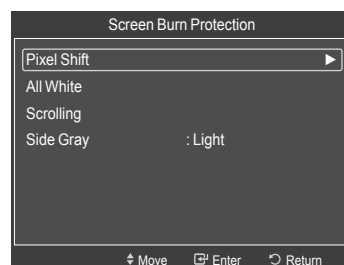 Screen Burn Protection
Pixel Shift
All White
Scrolling
Side Gray : Light
Move Enter Return